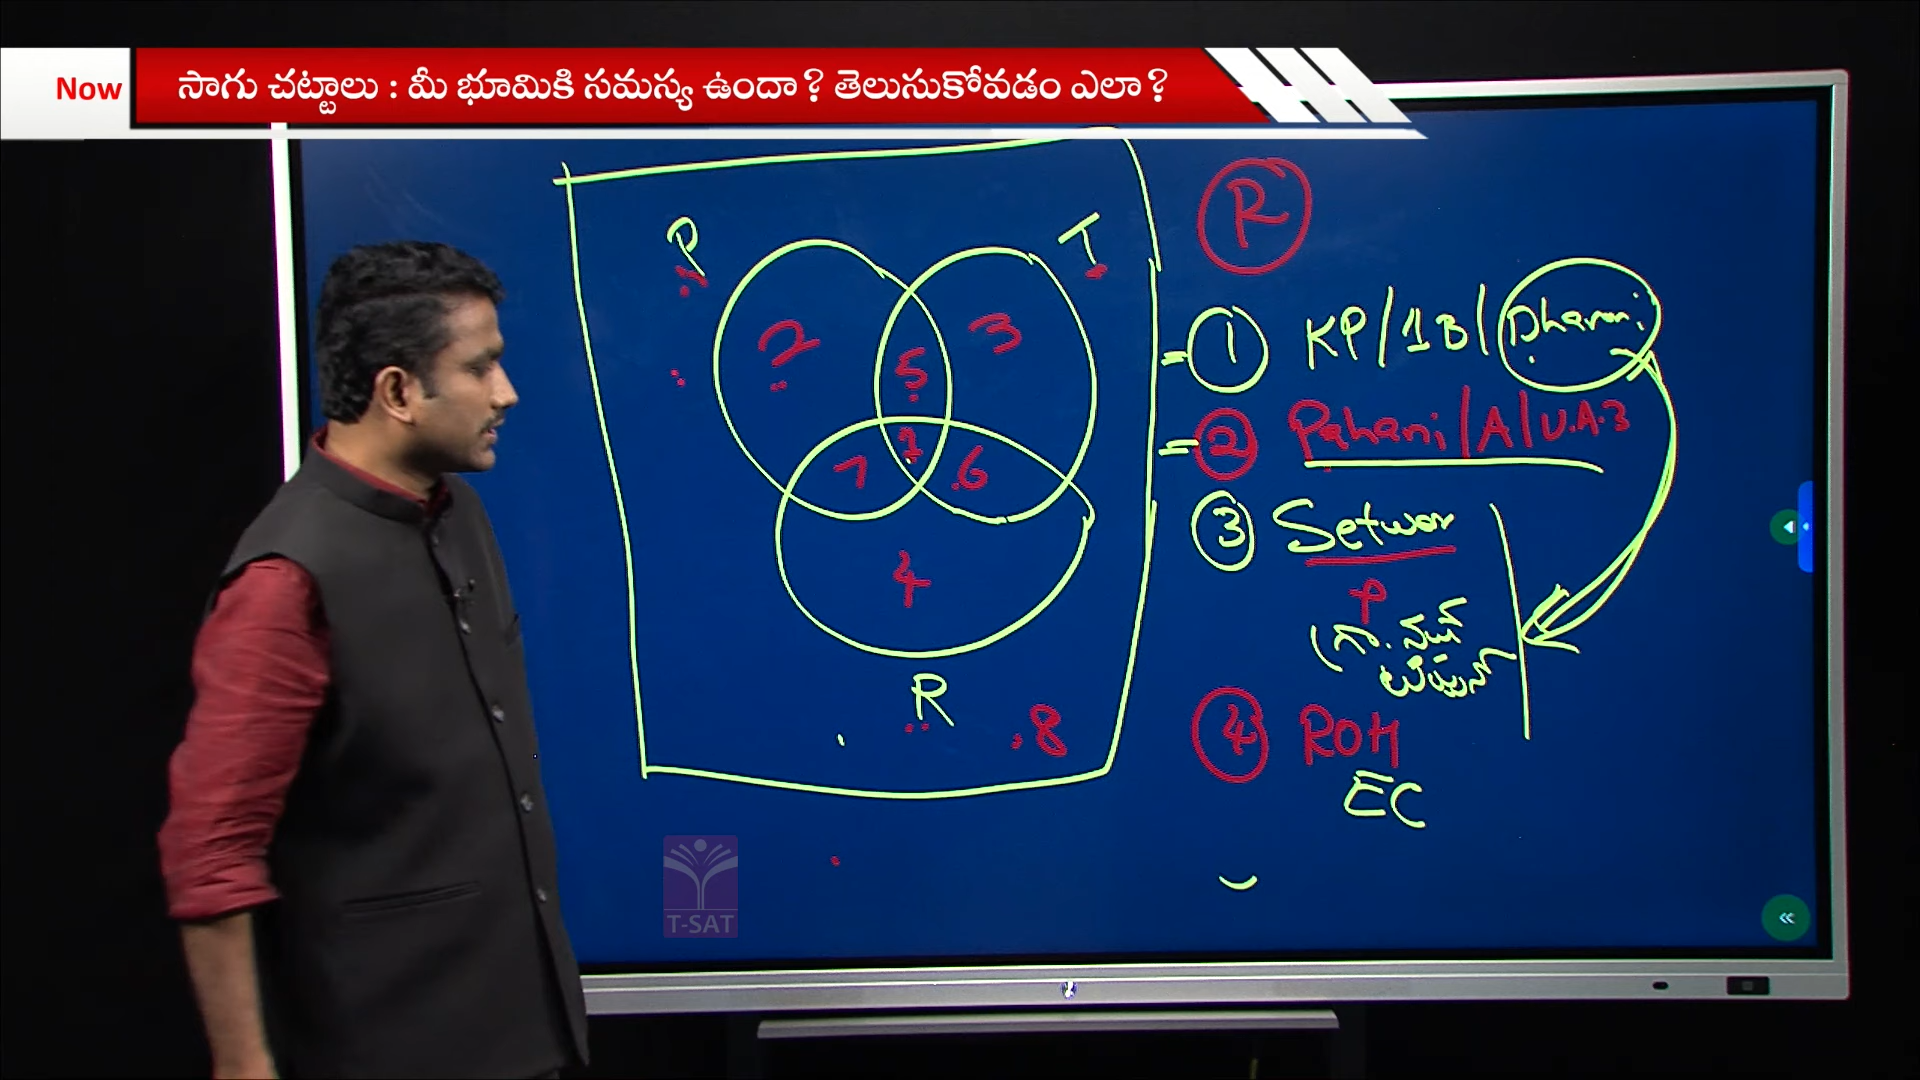 Now సాగు చట్టాలు : మీ భూమికి సమస్య ఉందా? తెలుసుకోవడం ఎలా?
R
P T
2 5 3
7 6
4
R
8
= 1 KP/1B/Dharani
= 2 Pahani/A/U.A.3
3 Setwar
P
గ్రా. నక్
4 ROR
EC
T-SAT